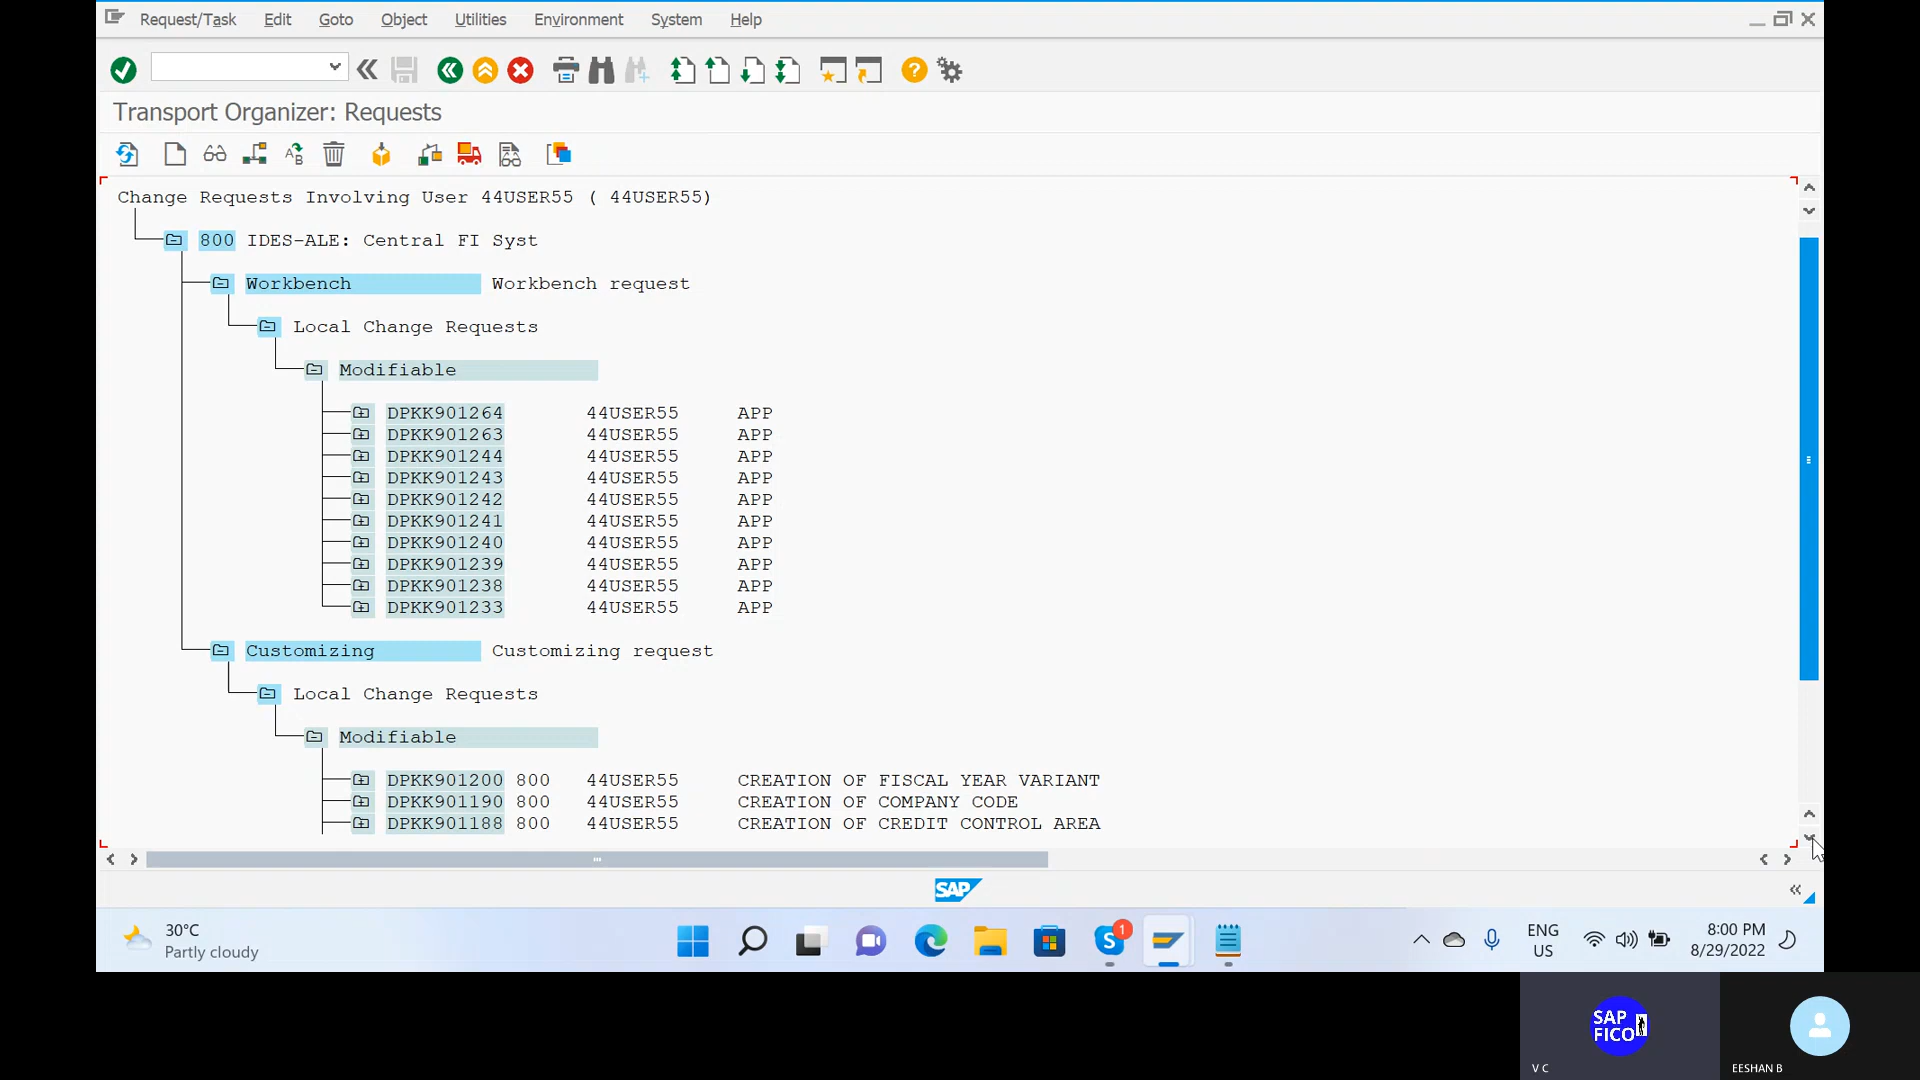 Request/Task Edit Goto Object Utilities Environment System Help
Transport Organizer: Requests
Change Requests Involving User 44USER55 ( 44USER55)
800 IDES-ALE: Central FI Syst
Workbench Workbench request
Local Change Requests
Modifiable
DPKK901264 44USER55 APP
DPKK901263 44USER55 APP
DPKK901244 44USER55 APP
DPKK901243 44USER55 APP
DPKK901242 44USER55 APP
DPKK901241 44USER55 APP
DPKK901240 44USER55 APP
DPKK901239 44USER55 APP
DPKK901238 44USER55 APP
DPKK901233 44USER55 APP
Customizing Customizing request
Local Change Requests
Modifiable
DPKK901200 800 44USER55 CREATION OF FISCAL YEAR VARIANT
DPKK901190 800 44USER55 CREATION OF COMPANY CODE
DPKK901188 800 44USER55 CREATION OF CREDIT CONTROL AREA
SAP
30°C
Partly cloudy
1
ENG
US
8:00 PM
8/29/2022
SAP
FICO
V C
EESHAN B